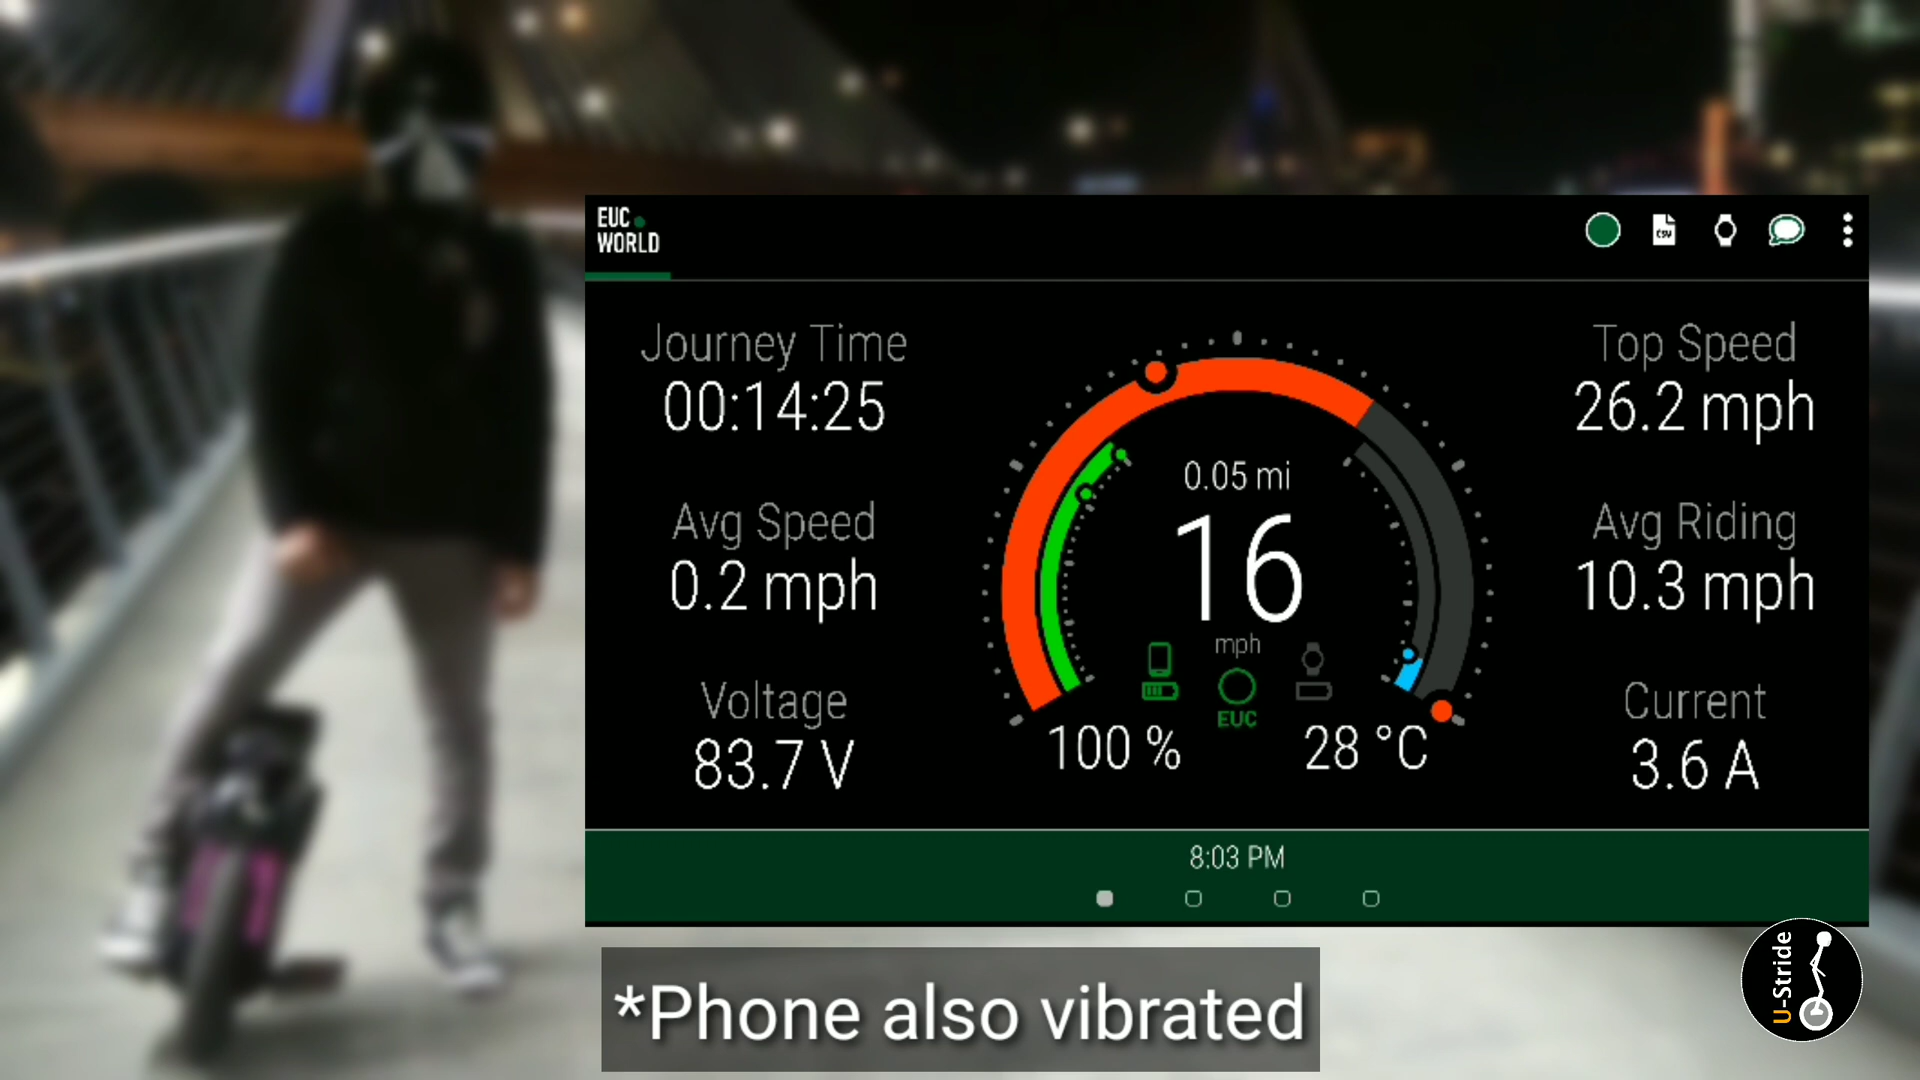 EUC
WORLD
CSV
Journey Time
00:14:25
Avg Speed
0.2 mph
Voltage
83.7 V
0.05 mi
16
mph
EUC
100 %
28 °C
Top Speed
26.2 mph
Avg Riding
10.3 mph
Current
3.6 A
8:03 PM
*Phone also vibrated
U-Stride